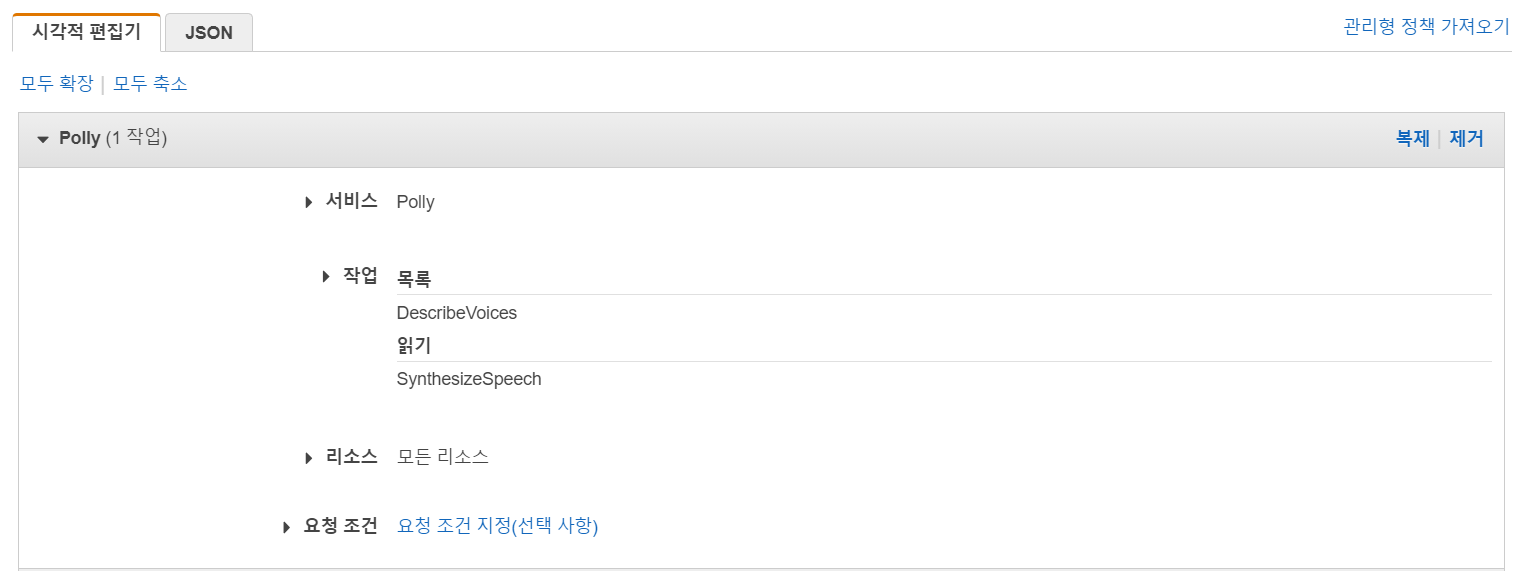 시각적 편집기 JSON 관리형 정책 가져오기
모두 확장 | 모두 축소
Polly (1 작업) 복제 | 제거
서비스 Polly
작업 목록
DescribeVoices
읽기
SynthesizeSpeech
리소스 모든 리소스
요청 조건 요청 조건 지정(선택 사항)